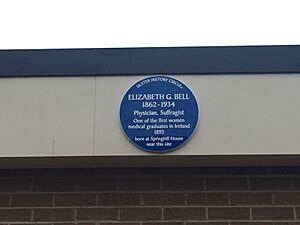 ULSTER HISTORY CIRCLE
ELIZABETH G. BELL
1862-1934
Physician, Suffragist
One of the first women
medical graduates in Ireland
1893
born at Springhill House
near this site